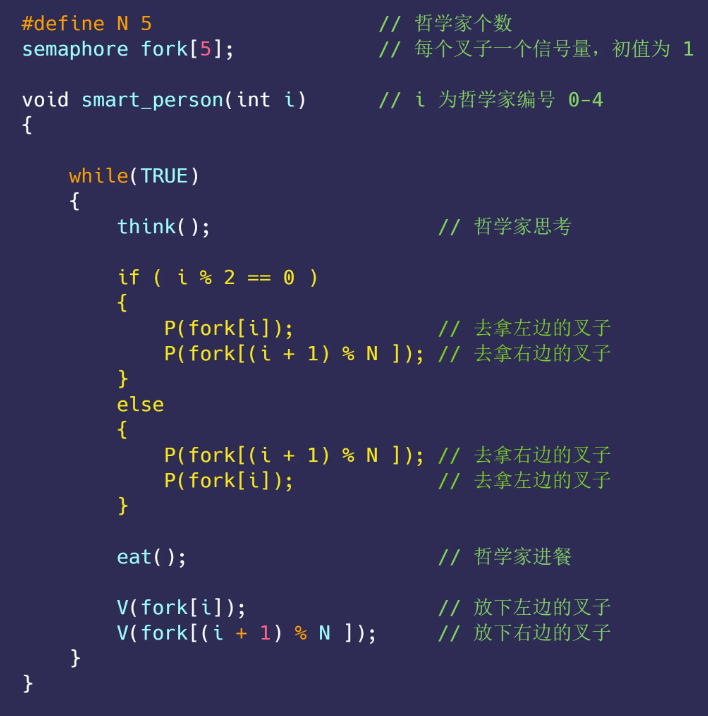 #define N 5                     // 哲学家个数
semaphore fork[5];            // 每个叉子一个信号量，初值为 1
void smart_person(int i)      // i 为哲学家编号 0-4
{
    while(TRUE)
    {
        think();                   // 哲学家思考
        if ( i % 2 == 0 )
        {
            P(fork[i]);            // 去拿左边的叉子
            P(fork[(i + 1) % N ]); // 去拿右边的叉子
        }
        else
        {
            P(fork[(i + 1) % N ]); // 去拿右边的叉子
            P(fork[i]);            // 去拿左边的叉子
        }
        eat();                     // 哲学家进餐
        V(fork[i]);                // 放下左边的叉子
        V(fork[(i + 1) % N ]);     // 放下右边的叉子
    }
}